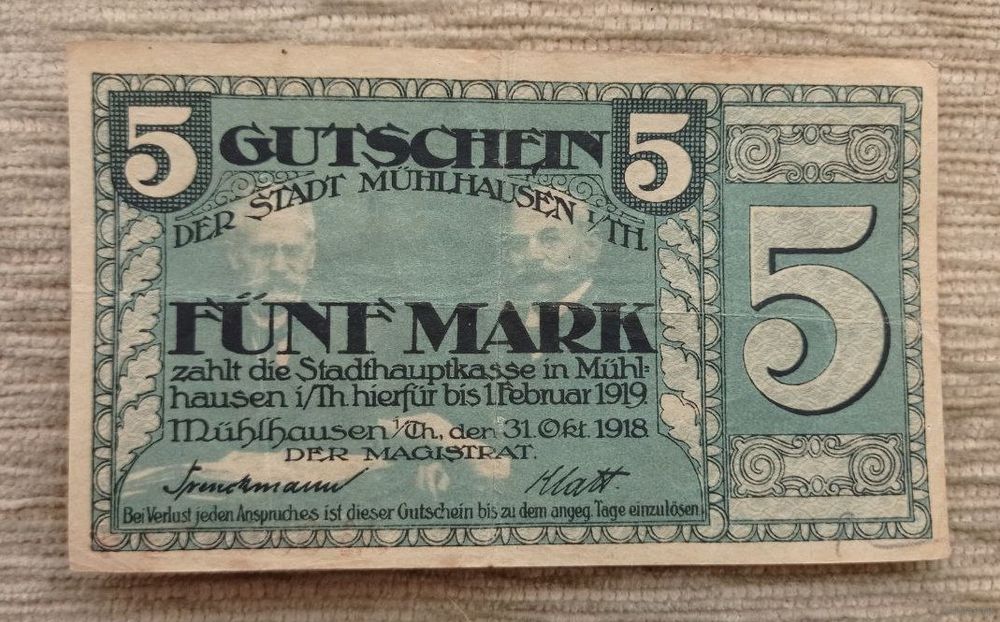 5 GUTSCHEIN 5
DER STADT MÜHLHAUSEN i/TH.
FÜNF MARK
zahlt die Stadthauptkasse in Mühl=
hausen i/Th hierfür bis 1. Februar 1919.
Mühlhausen i/Th, den 31. Okt. 1918
DER MAGISTRAT.
Trenckmann Klatt.
Bei Verlust jeden Anspruches ist dieser Gutschein bis zu dem angeg. Tage einzulösen.
5